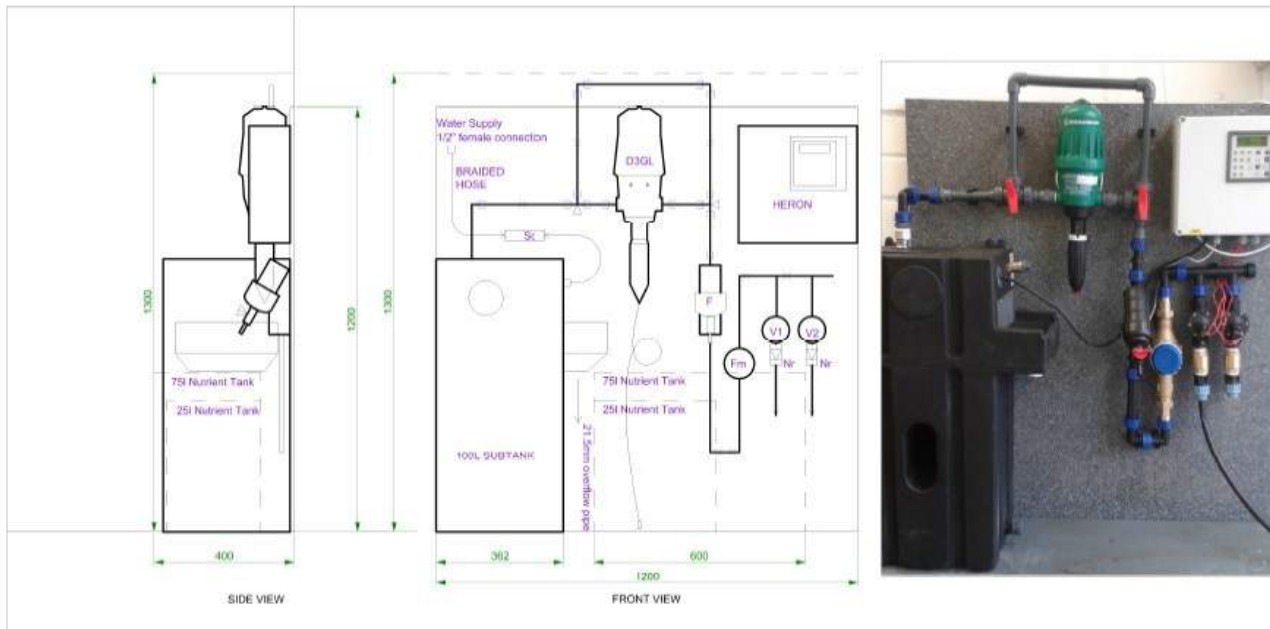 Water Supply
1/2" female connection
BRAIDED
HOSE
D3GL
HERON
Sc
F
V1
V2
Fm
Nr
Nr
1300
1300
1200
75l Nutrient Tank
25l Nutrient Tank
75l Nutrient Tank
25l Nutrient Tank
100L SUBTANK
21.5mm overflow pipe
400
362
600
1200
SIDE VIEW
FRONT VIEW